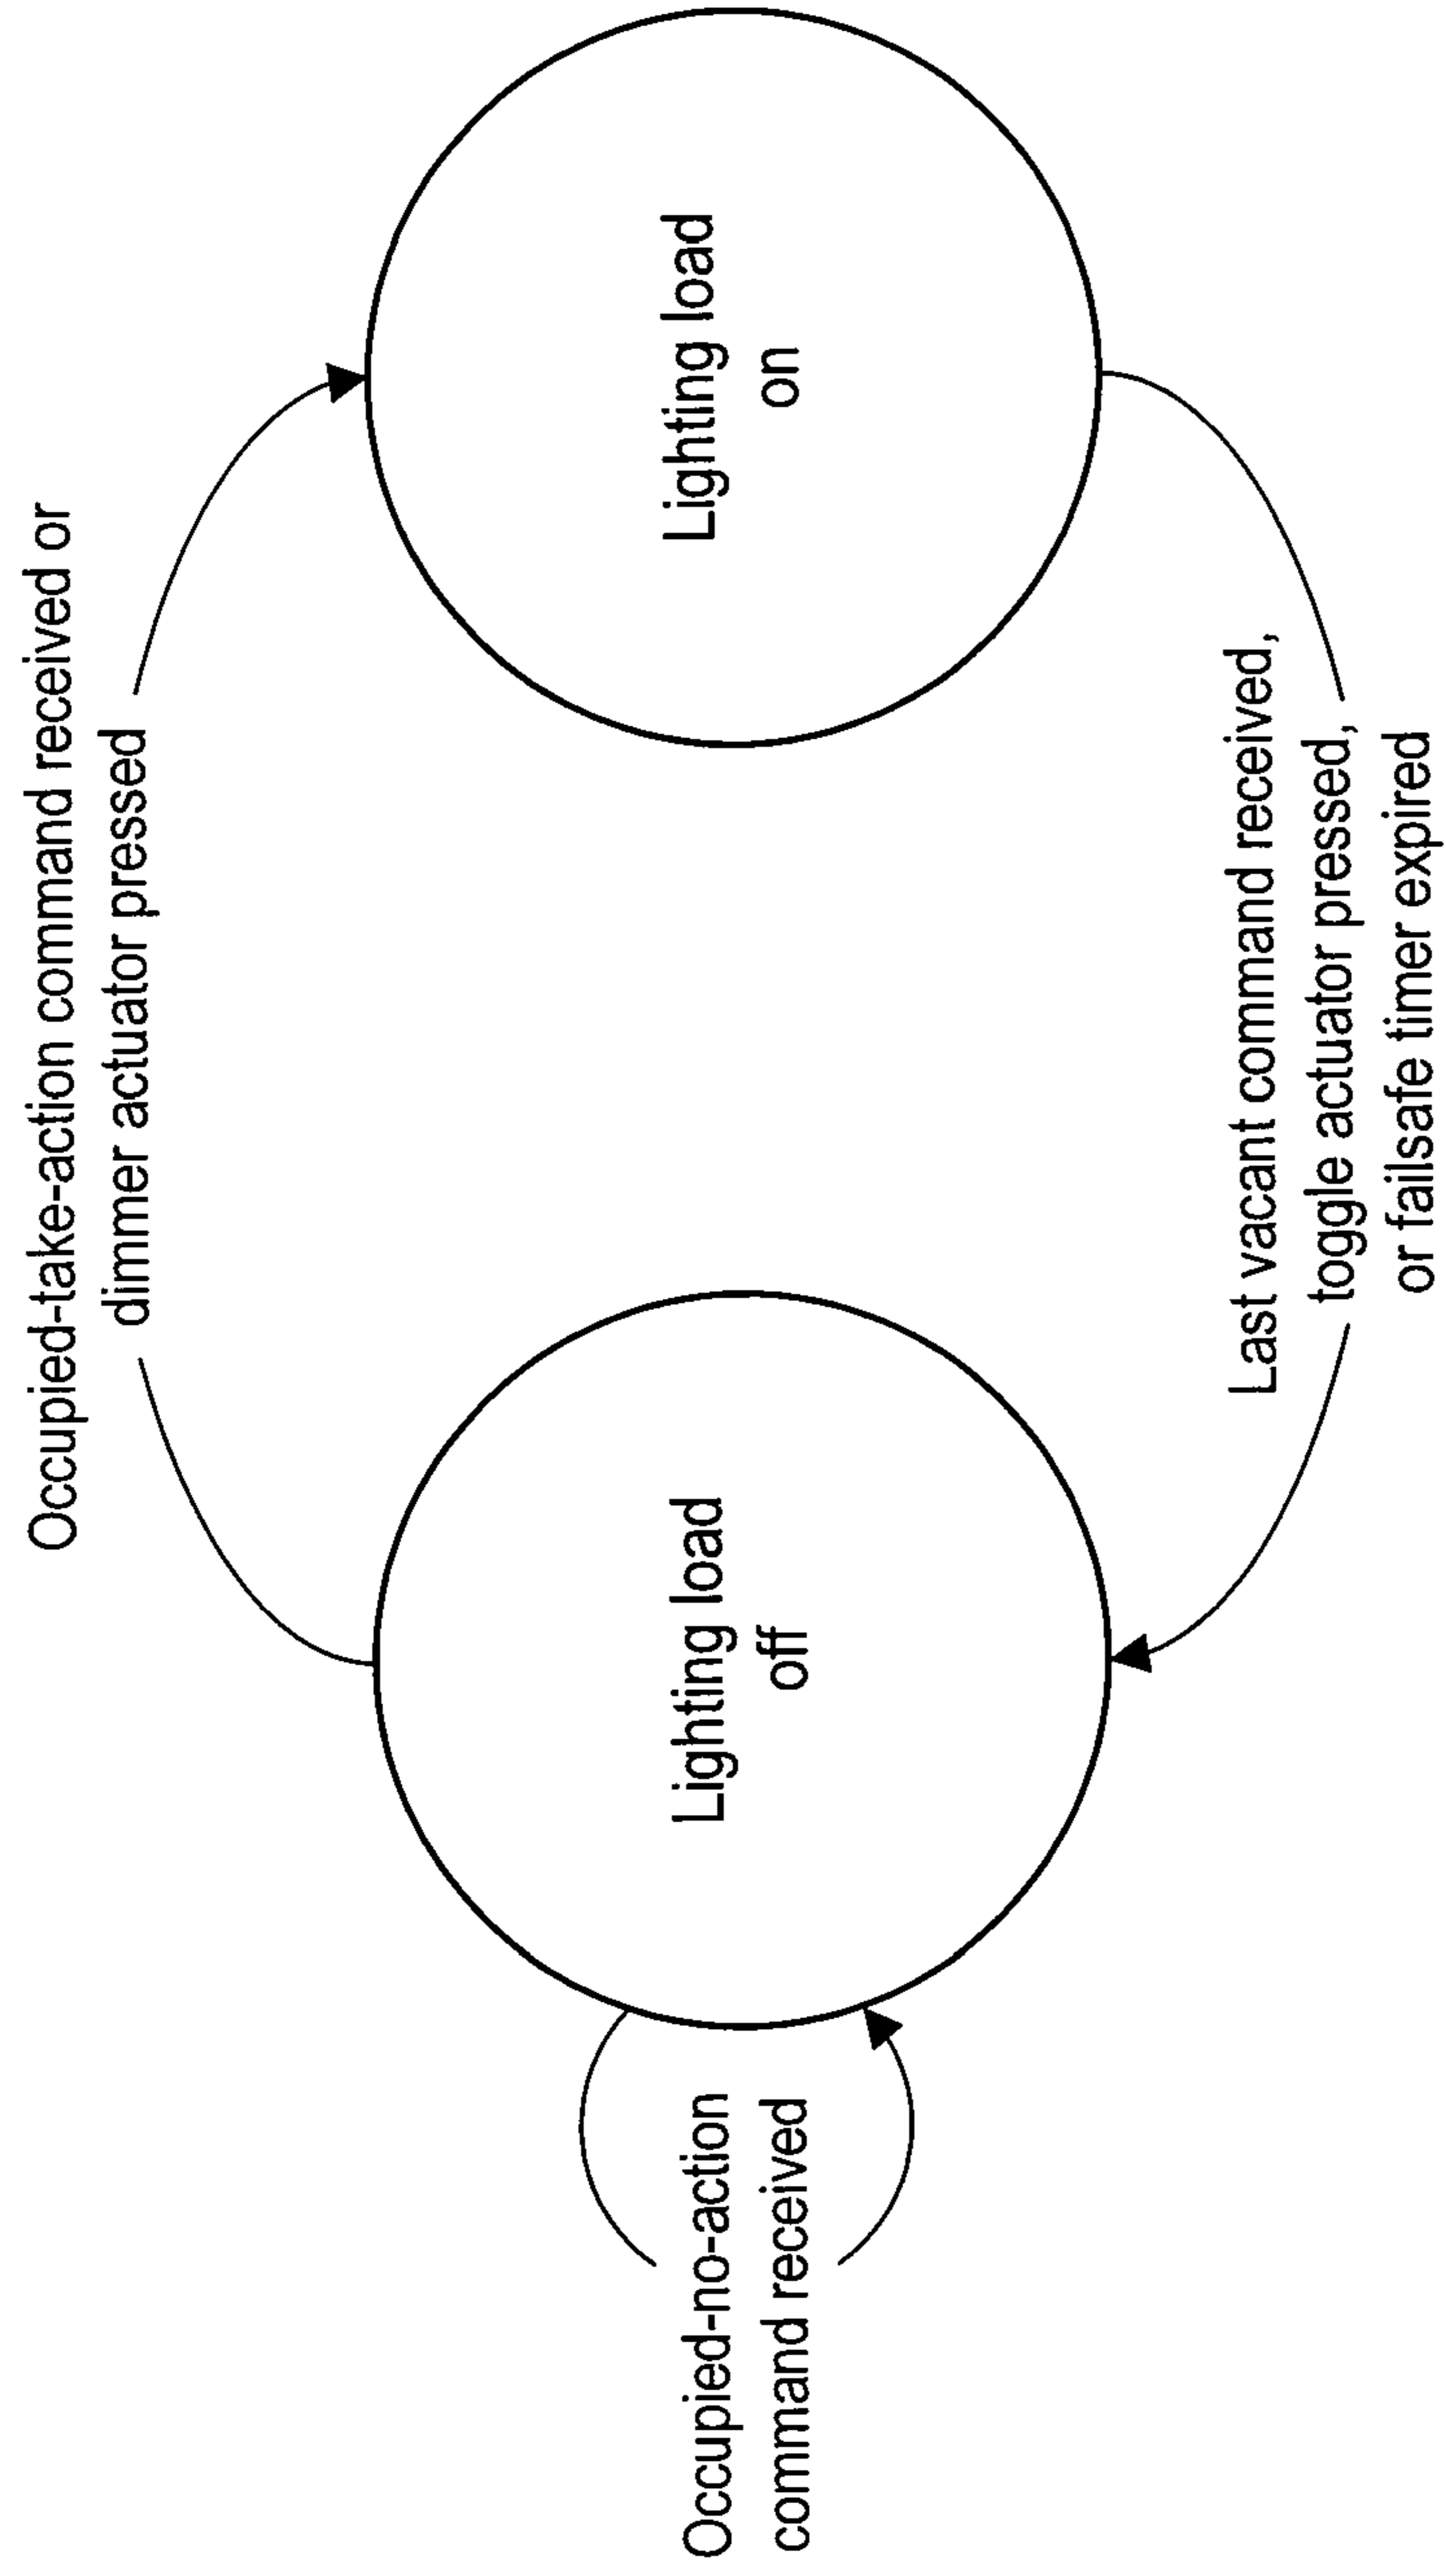 Occupied-take-action command received or
dimmer actuator pressed
Occupied-no-action
command received
Lighting load
off
Lighting load
on
Last vacant command received,
toggle actuator pressed,
or failsafe timer expired